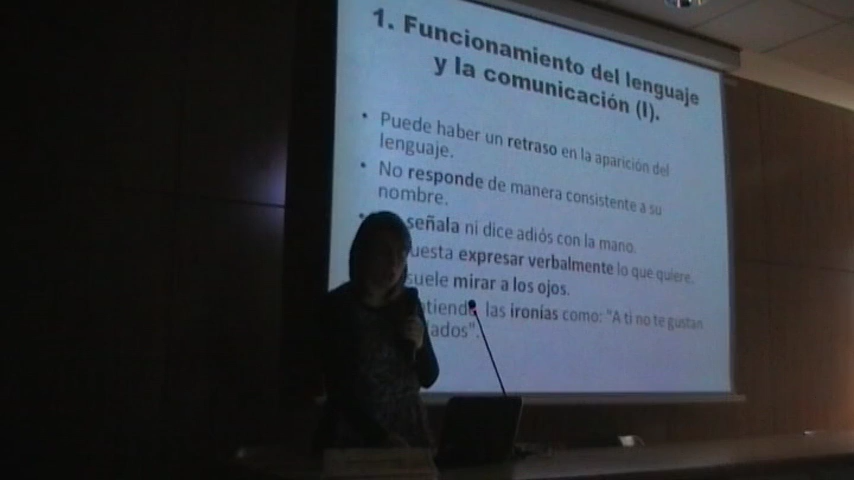 1. Funcionamiento del lenguaje
y la comunicación (I).
• Puede haber un retraso en la aparición del
lenguaje.
• No responde de manera consistente a su
nombre.
señala ni dice adiós con la mano.
uesta expresar verbalmente lo que quiere.
suele mirar a los ojos.
tiende las ironías como: "A ti no te gustan
lados".